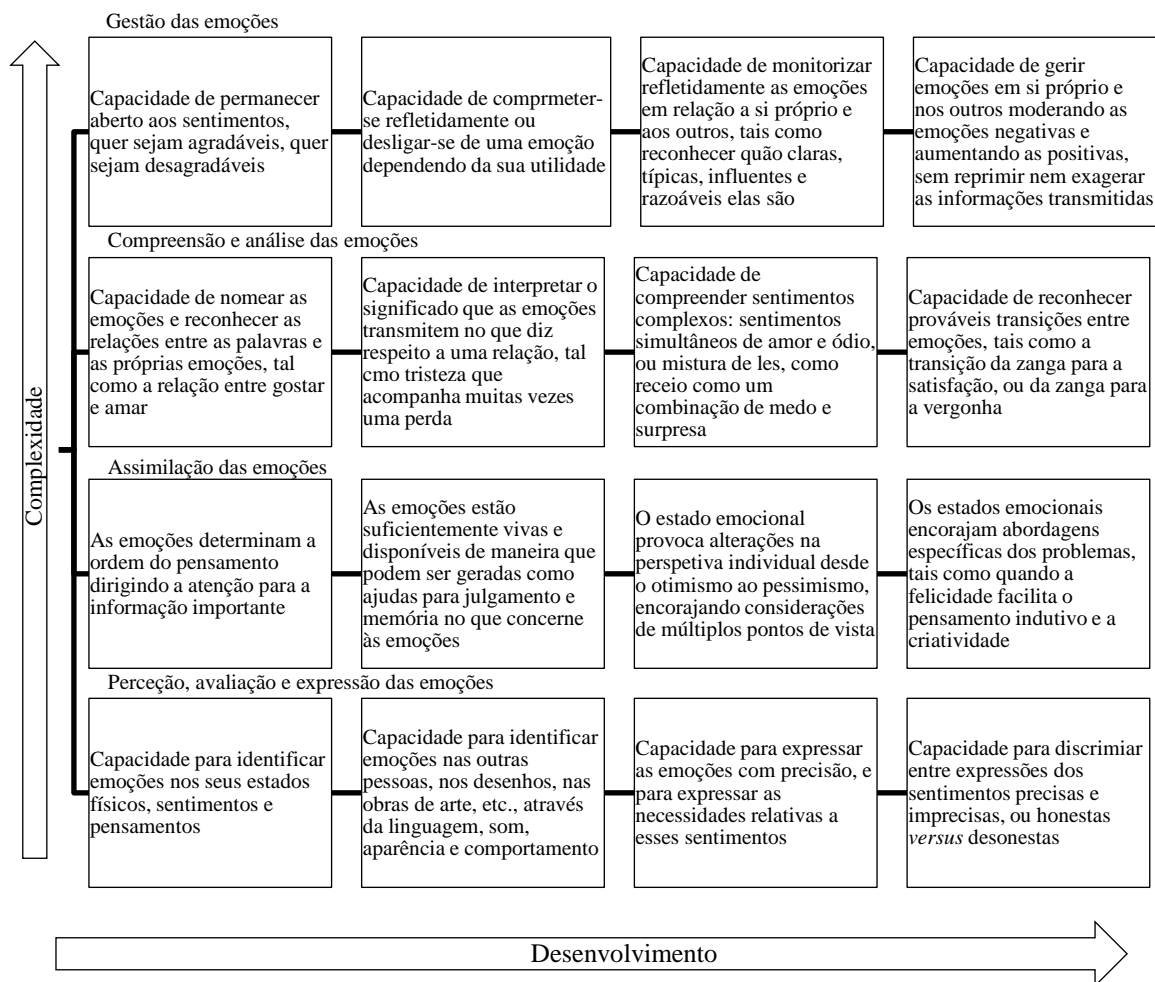 Gestão das emoções
Capacidade de permanecer
aberto aos sentimentos,
quer sejam agradáveis, quer
sejam desagradáveis
Capacidade de comprmeter-
se refletidamente ou
desligar-se de uma emoção
dependendo da sua utilidade
Capacidade de monitorizar
refletidamente as emoções
em relação a si próprio e
aos outros, tais como
reconhecer quão claras,
típicas, influentes e
razoáveis elas são
Capacidade de gerir
emoções em si próprio e
nos outros moderando as
emoções negativas e
aumentando as positivas,
sem reprimir nem exagerar
as informações transmitidas
Compreensão e análise das emoções
Capacidade de nomear as
emoções e reconhecer as
relações entre as palavras e
as próprias emoções, tal
como a relação entre gostar
e amar
Capacidade de interpretar o
significado que as emoções
transmitem no que diz
respeito a uma relação, tal
cmo tristeza que
acompanha muitas vezes
uma perda
Capacidade de
compreender sentimentos
complexos: sentimentos
simultâneos de amor e ódio,
ou mistura de les, como
receio como um
combinação de medo e
surpresa
Capacidade de reconhecer
prováveis transições entre
emoções, tais como a
transição da zanga para a
satisfação, ou da zanga para
a vergonha
Assimilação das emoções
As emoções determinam a
ordem do pensamento
dirigindo a atenção para a
informação importante
As emoções estão
suficientemente vivas e
disponíveis de maneira que
podem ser geradas como
ajudas para julgamento e
memória no que concerne
às emoções
O estado emocional
provoca alterações na
perspetiva individual desde
o otimismo ao pessimismo,
encorajando considerações
de múltiplos pontos de vista
Os estados emocionais
encorajam abordagens
específicas dos problemas,
tais como quando a
felicidade facilita o
pensamento indutivo e a
criatividade
Perceção, avaliação e expressão das emoções
Capacidade para identificar
emoções nos seus estados
físicos, sentimentos e
pensamentos
Capacidade para identificar
emoções nas outras
pessoas, nos desenhos, nas
obras de arte, etc., através
da linguagem, som,
aparência e comportamento
Capacidade para expressar
as emoções com precisão, e
para expressar as
necessidades relativas a
esses sentimentos
Capacidade para discrimiar
entre expressões dos
sentimentos precisas e
imprecisas, ou honestas
versus desonestas
Complexidade
Desenvolvimento